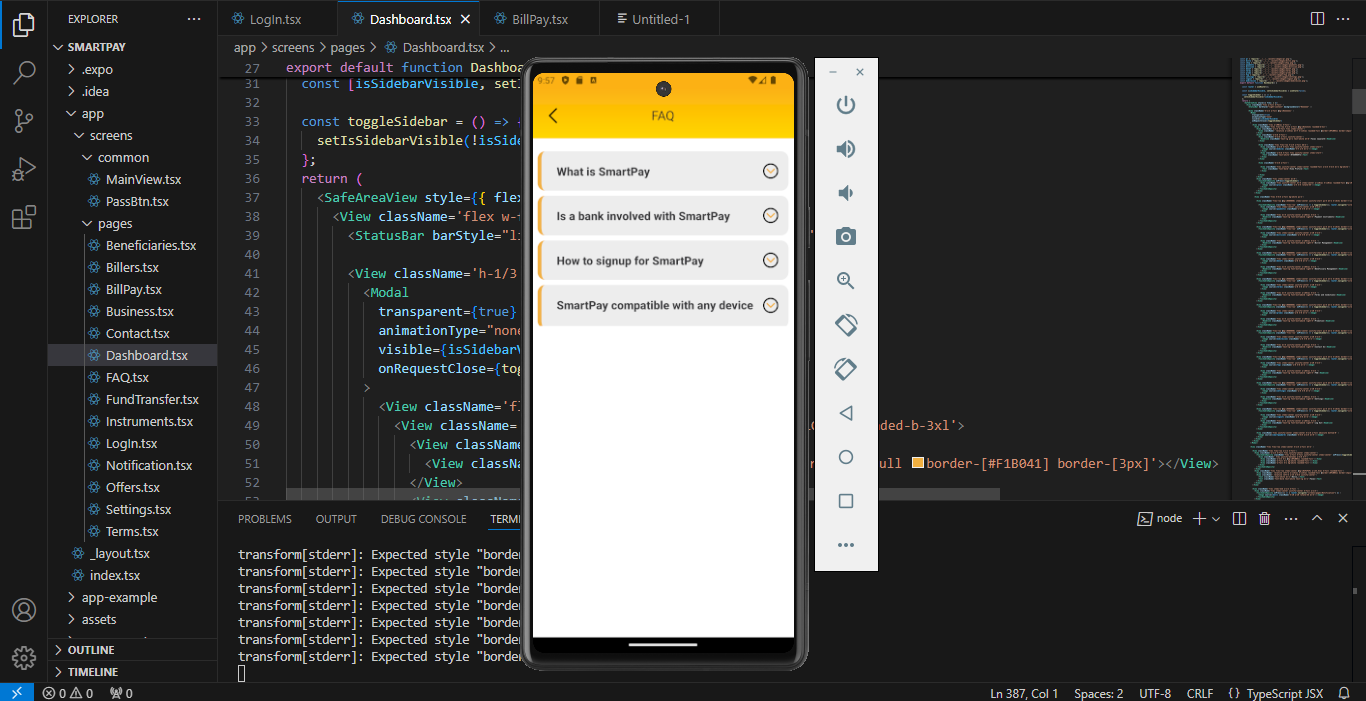 EXPLORER
SMARTPAY
.expo
.idea
app
screens
common
MainView.tsx
PassBtn.tsx
pages
Beneficiaries.tsx
Billers.tsx
BillPay.tsx
Business.tsx
Contact.tsx
Dashboard.tsx
FAQ.tsx
FundTransfer.tsx
Instruments.tsx
LogIn.tsx
Notification.tsx
Offers.tsx
Settings.tsx
Terms.tsx
_layout.tsx
index.tsx
app-example
assets
OUTLINE
TIMELINE
LogIn.tsx Dashboard.tsx BillPay.tsx Untitled-1
app > screens > pages > Dashboard.tsx > ...
27 export default function Dashboa
31 const [isSidebarVisible, set
32
33 const toggleSidebar = () =>
34 setIsSidebarVisible(!isSide
35 };
36 return (
37 <SafeAreaView style={{ flex
38 <View className='flex w-
39 <StatusBar barStyle="li
40
41 <View className='h-1/3
42 <Modal
43 transparent={true}
44 animationType="none
45 visible={isSidebarV
46 onRequestClose={tog
47 >
48 <View className='fl
49 <View className=
nded-b-3xl'>
50 <View className
51 <View classNa
ull border-[#F1B041] border-[3px]'></View>
52 </View>
9:57
FAQ
What is SmartPay
Is a bank involved with SmartPay
How to signup for SmartPay
SmartPay compatible with any device
PROBLEMS OUTPUT DEBUG CONSOLE TERMI
node
transform[stderr]: Expected style "border
transform[stderr]: Expected style "border
transform[stderr]: Expected style "border
transform[stderr]: Expected style "border
transform[stderr]: Expected style "border
transform[stderr]: Expected style "border
transform[stderr]: Expected style "border
0 0 0
Ln 387, Col 1 Spaces: 2 UTF-8 CRLF {} TypeScript JSX